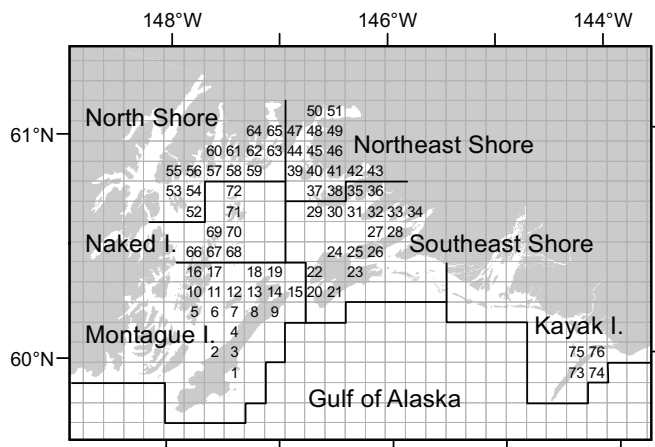 148°W 146°W 144°W
50 51
North Shore
64 65 47 48 49
61°N
Northeast Shore
60 61 62 63 44 45 46
55 56 57 58 59 39 40 41 42 43
53 54 72 37 38 35 36
52 71 29 30 31 32 33 34
69 70 27 28
Naked I. Southeast Shore
66 67 68 24 25 26
16 17 18 19 22 23
10 11 12 13 14 15 20 21
5 6 7 8 9
Kayak I.
Montague I.
4
60°N
2 3 75 76
1 73 74
Gulf of Alaska